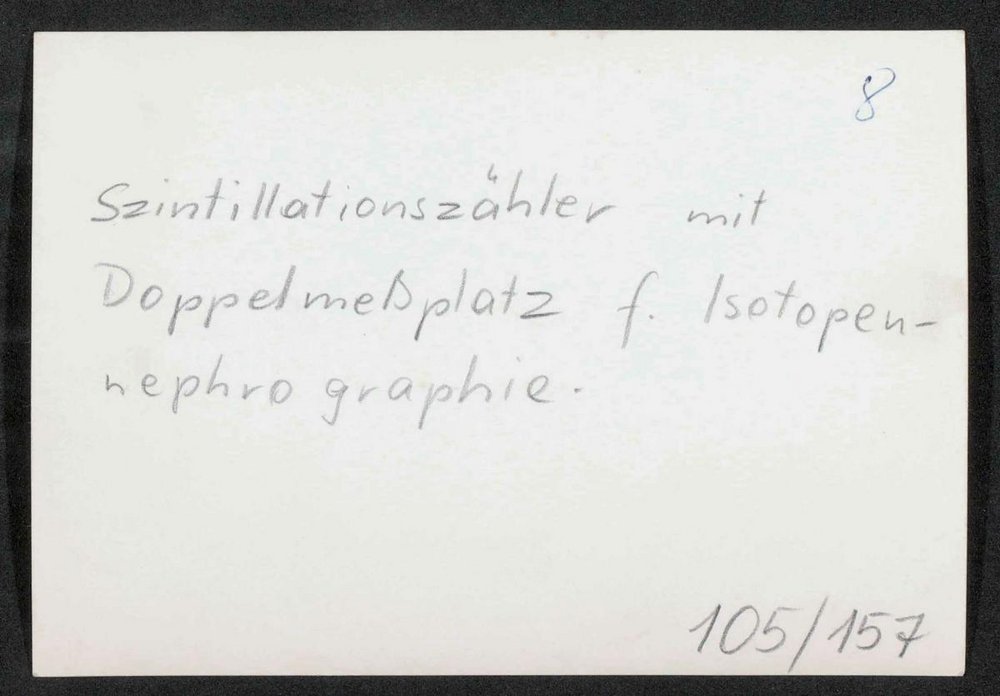 8
Szintillationszähler mit
Doppelmeßplatz f. Isotopen-
nephrographie.
105/157